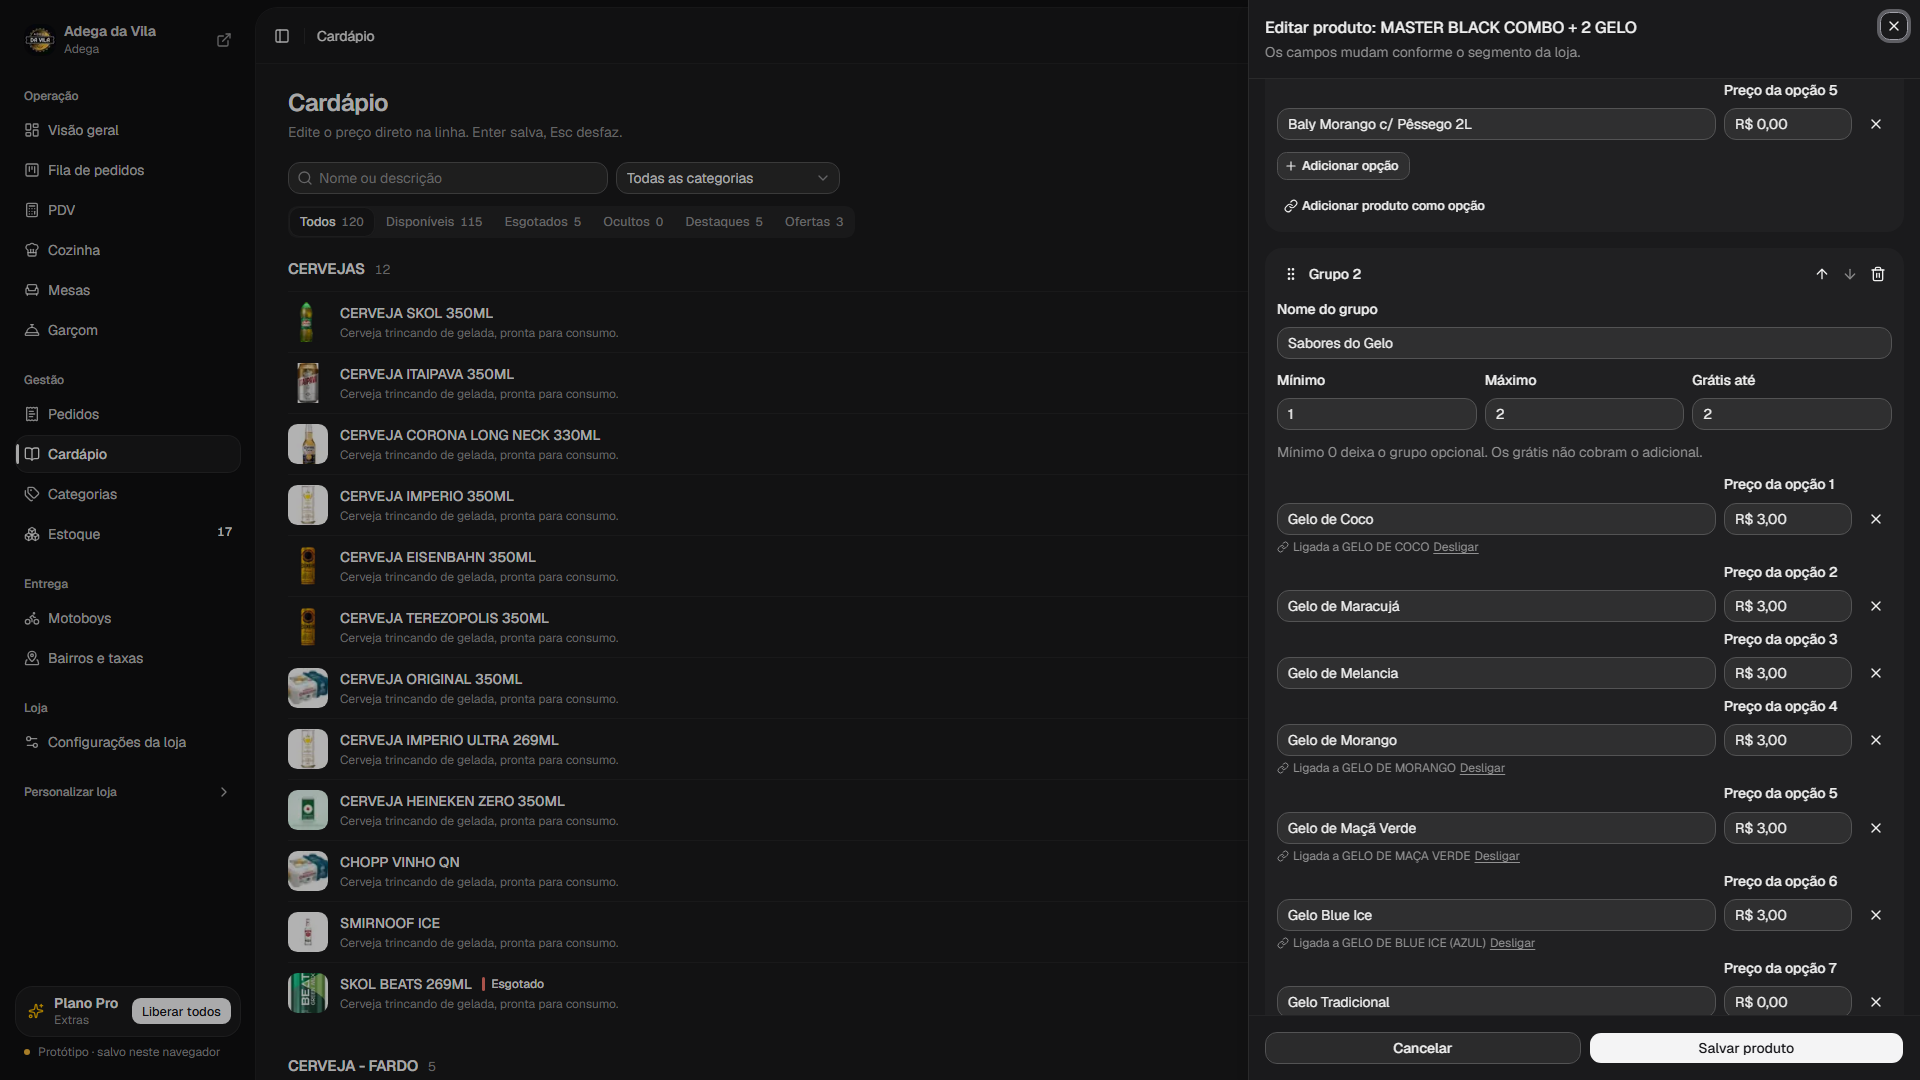 Adega da Vila
Adega
Operação
Visão geral
Fila de pedidos
PDV
Cozinha
Mesas
Garçom
Gestão
Pedidos
Cardápio
Categorias
Estoque 17
Entrega
Motoboys
Bairros e taxas
Loja
Configurações da loja
Personalizar loja
Plano Pro
Extras
Liberar todos
Protótipo · salvo neste navegador
Cardápio
Cardápio
Edite o preço direto na linha. Enter salva, Esc desfaz.
Nome ou descrição
Todas as categorias
Todos 120 Disponíveis 115 Esgotados 5 Ocultos 0 Destaques 5 Ofertas 3
CERVEJAS 12
CERVEJA SKOL 350ML
Cerveja trincando de gelada, pronta para consumo.
CERVEJA ITAIPAVA 350ML
Cerveja trincando de gelada, pronta para consumo.
CERVEJA CORONA LONG NECK 330ML
Cerveja trincando de gelada, pronta para consumo.
CERVEJA IMPERIO 350ML
Cerveja trincando de gelada, pronta para consumo.
CERVEJA EISENBAHN 350ML
Cerveja trincando de gelada, pronta para consumo.
CERVEJA TEREZOPOLIS 350ML
Cerveja trincando de gelada, pronta para consumo.
CERVEJA ORIGINAL 350ML
Cerveja trincando de gelada, pronta para consumo.
CERVEJA IMPERIO ULTRA 269ML
Cerveja trincando de gelada, pronta para consumo.
CERVEJA HEINEKEN ZERO 350ML
Cerveja trincando de gelada, pronta para consumo.
CHOPP VINHO QN
Cerveja trincando de gelada, pronta para consumo.
SMIRNOOF ICE
Cerveja trincando de gelada, pronta para consumo.
SKOL BEATS 269ML Esgotado
Cerveja trincando de gelada, pronta para consumo.
CERVEJA - FARDO 5
Editar produto: MASTER BLACK COMBO + 2 GELO
Os campos mudam conforme o segmento da loja.
Preço da opção 5
Baly Morango c/ Pêssego 2L R$ 0,00
Adicionar opção
Adicionar produto como opção
Grupo 2
Nome do grupo
Sabores do Gelo
Mínimo Máximo Grátis até
1 2 2
Mínimo 0 deixa o grupo opcional. Os grátis não cobram o adicional.
Preço da opção 1
Gelo de Coco R$ 3,00
Ligada a GELO DE COCO Desligar
Preço da opção 2
Gelo de Maracujá R$ 3,00
Preço da opção 3
Gelo de Melancia R$ 3,00
Preço da opção 4
Gelo de Morango R$ 3,00
Ligada a GELO DE MORANGO Desligar
Preço da opção 5
Gelo de Maçã Verde R$ 3,00
Ligada a GELO DE MAÇA VERDE Desligar
Preço da opção 6
Gelo Blue Ice R$ 3,00
Ligada a GELO DE BLUE ICE (AZUL) Desligar
Preço da opção 7
Gelo Tradicional R$ 0,00
Cancelar
Salvar produto